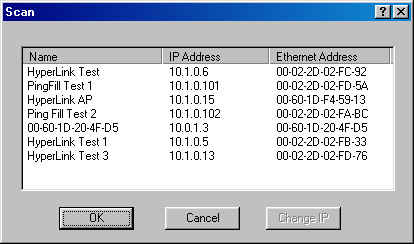 Scan
Name IP Address Ethernet Address
HyperLink Test 10.1.0.6 00-02-2D-02-FC-92
PingFill Test 1 10.1.0.101 00-02-2D-02-FD-5A
HyperLink AP 10.1.0.15 00-60-1D-F4-59-13
Ping Fill Test 2 10.1.0.102 00-02-2D-02-FA-BC
00-60-1D-20-4F-D5 10.0.1.3 00-60-1D-20-4F-D5
HyperLink Test 1 10.1.0.5 00-02-2D-02-FB-33
HyperLink Test 3 10.1.0.13 00-02-2D-02-FD-76
OK Cancel Change IP